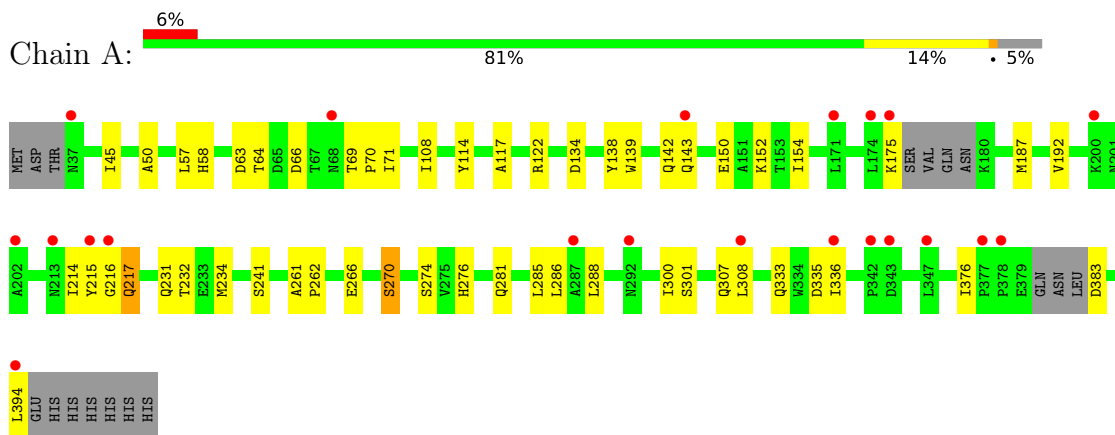 6%
Chain A:
81% 14% • 5%
MET ASP THR N37 I45 A50 L57 H58 D63 T64 D65 D66 T67 N68 T69 P70 I71 I108 Y114 A117 R122 D134 Y138 W139 Q142 Q143 E150 A151 K152 T153 I154 L171 L174 K175 SER VAL GLN ASN K180 M187 V192 K200 N201
A202 N213 I214 Y215 G216 Q217 Q231 T232 E233 M234 S241 A261 P262 E266 S270 S274 V275 H276 Q281 L285 L286 A287 L288 N292 I300 S301 Q307 L308 Q333 W334 D335 I336 P342 D343 L347 I376 P377 P378 E379 GLN ASN LEU D383
L394 GLU HIS HIS HIS HIS HIS HIS